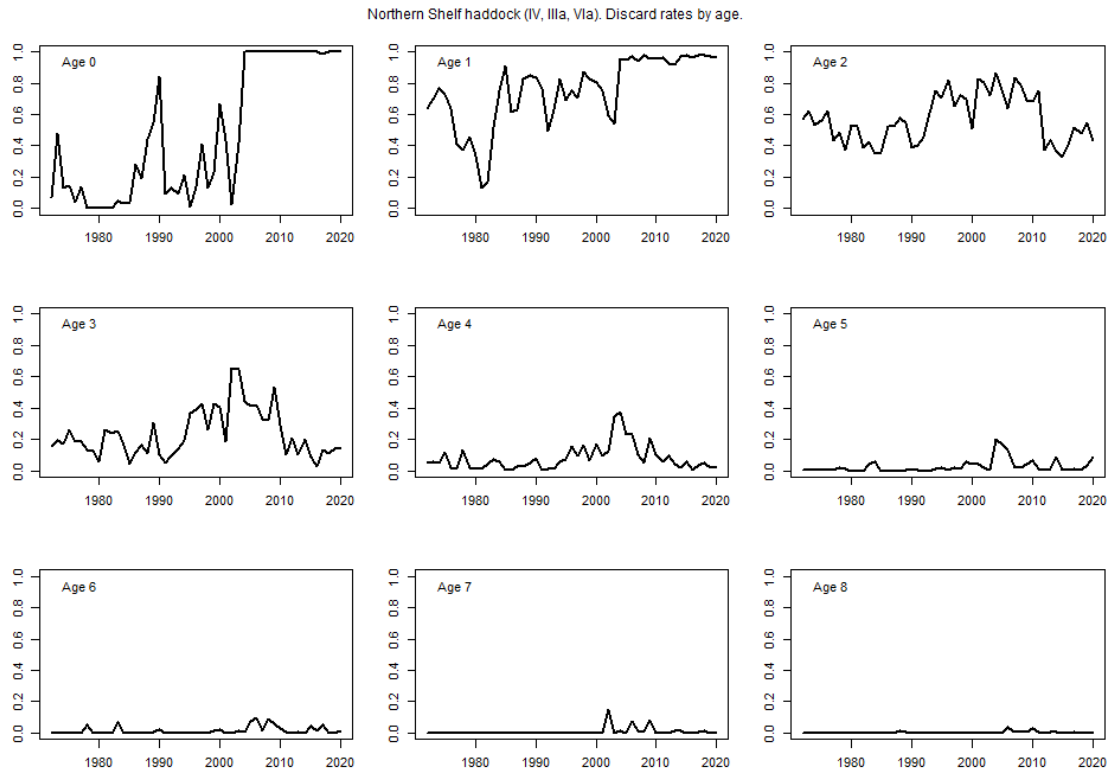 Northern Shelf haddock (IV, IIIa, VIa). Discard rates by age.
Age 0
0.0 0.2 0.4 0.6 0.8 1.0
1980 1990 2000 2010 2020
Age 1
0.0 0.2 0.4 0.6 0.8 1.0
1980 1990 2000 2010 2020
Age 2
0.0 0.2 0.4 0.6 0.8 1.0
1980 1990 2000 2010 2020
Age 3
0.0 0.2 0.4 0.6 0.8 1.0
1980 1990 2000 2010 2020
Age 4
0.0 0.2 0.4 0.6 0.8 1.0
1980 1990 2000 2010 2020
Age 5
0.0 0.2 0.4 0.6 0.8 1.0
1980 1990 2000 2010 2020
Age 6
0.0 0.2 0.4 0.6 0.8 1.0
1980 1990 2000 2010 2020
Age 7
0.0 0.2 0.4 0.6 0.8 1.0
1980 1990 2000 2010 2020
Age 8
0.0 0.2 0.4 0.6 0.8 1.0
1980 1990 2000 2010 2020